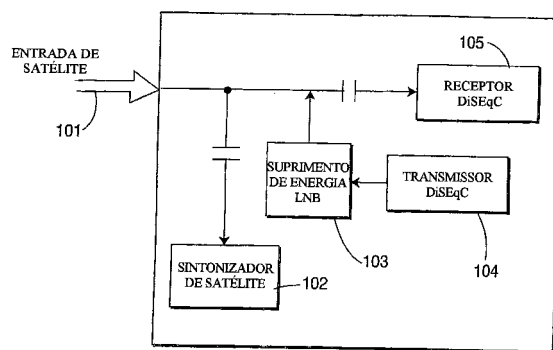 ENTRADA DE
SATÉLITE
101
105
RECEPTOR
DiSEqC
SUPRIMENTO
DE ENERGIA
LNB
TRANSMISSOR
DiSEqC
103
104
SINTONIZADOR
DE SATÉLITE
102